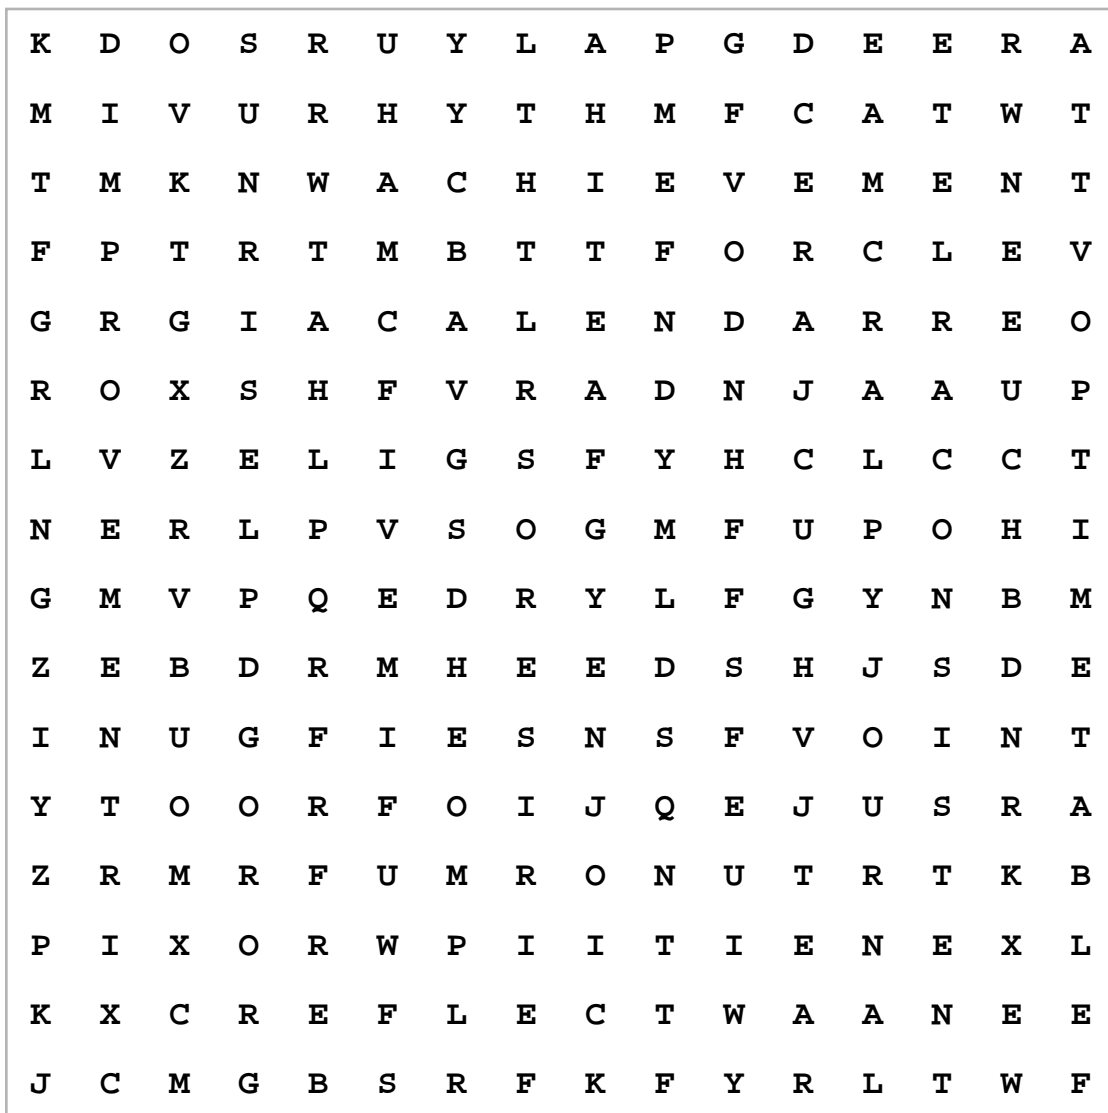 K D O S R U Y L A P G D E E R A
M I V U R H Y T H M F C A T W T
T M K N W A C H I E V E M E N T
F P T R T M B T T F O R C L E V
G R G I A C A L E N D A R R E O
R O X S H F V R A D N J A A U P
L V Z E L I G S F Y H C L C C T
N E R L P V S O G M F U P O H I
G M V P Q E D R Y L F G Y N B M
Z E B D R M H E E D S H J S D E
I N U G F I E S N S F V O I N T
Y T O O R F O I J Q E J U S R A
Z R M R F U M R O N U T R T K B
P I X O R W P I I T I E N E X L
K X C R E F L E C T W A A N E E
J C M G B S R F K F Y R L T W F